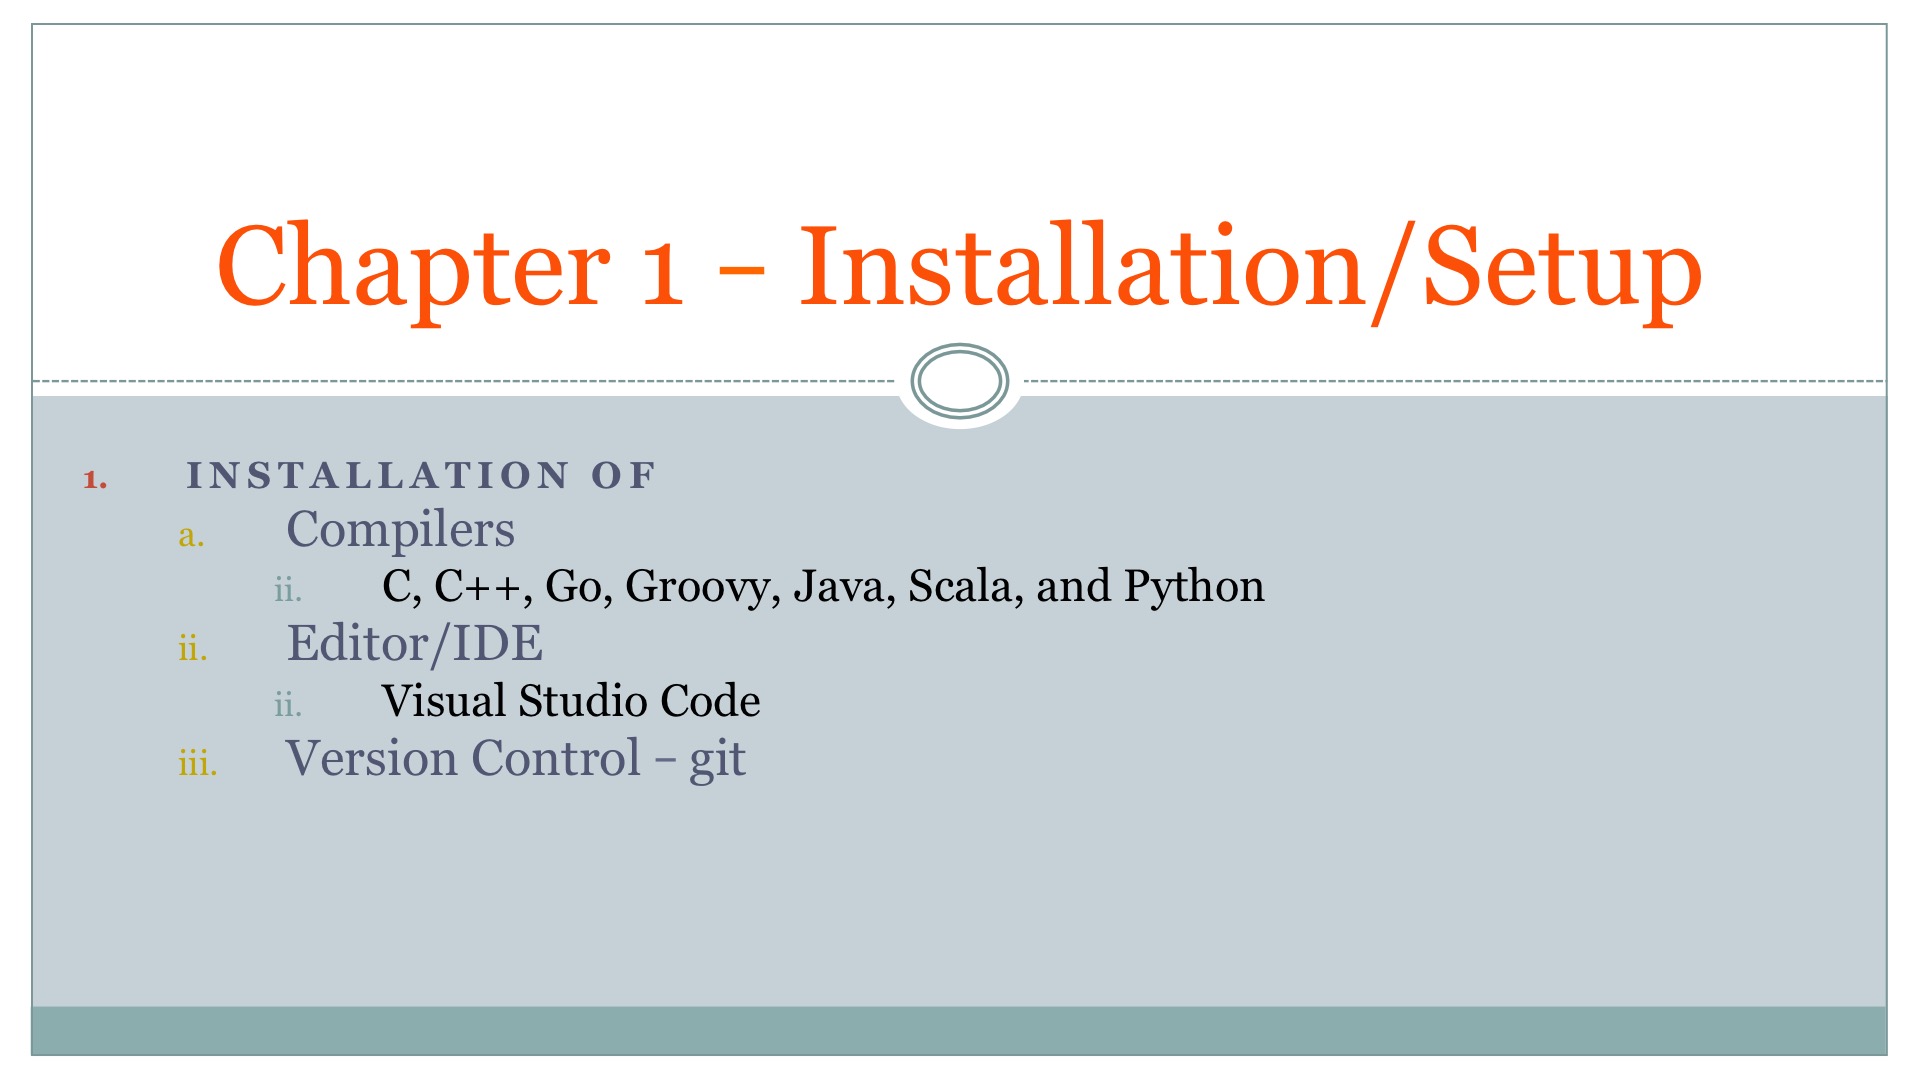 Chapter 1 – Installation/Setup
1. INSTALLATION OF
a. Compilers
ii. C, C++, Go, Groovy, Java, Scala, and Python
ii. Editor/IDE
ii. Visual Studio Code
iii. Version Control – git